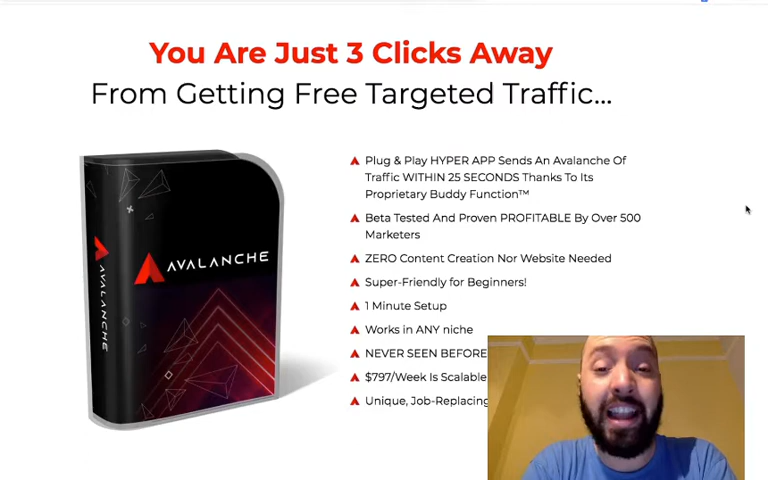 You Are Just 3 Clicks Away
From Getting Free Targeted Traffic...
Plug & Play HYPER APP Sends An Avalanche Of
Traffic WITHIN 25 SECONDS Thanks To Its
Proprietary Buddy Function™
Beta Tested And Proven PROFITABLE By Over 500
Marketers
ZERO Content Creation Nor Website Needed
Super-Friendly for Beginners!
1 Minute Setup
Works in ANY niche
NEVER SEEN BEFORE
$797/Week Is Scalable
Unique, Job-Replacing
AVALANCHE
AVALANCHE